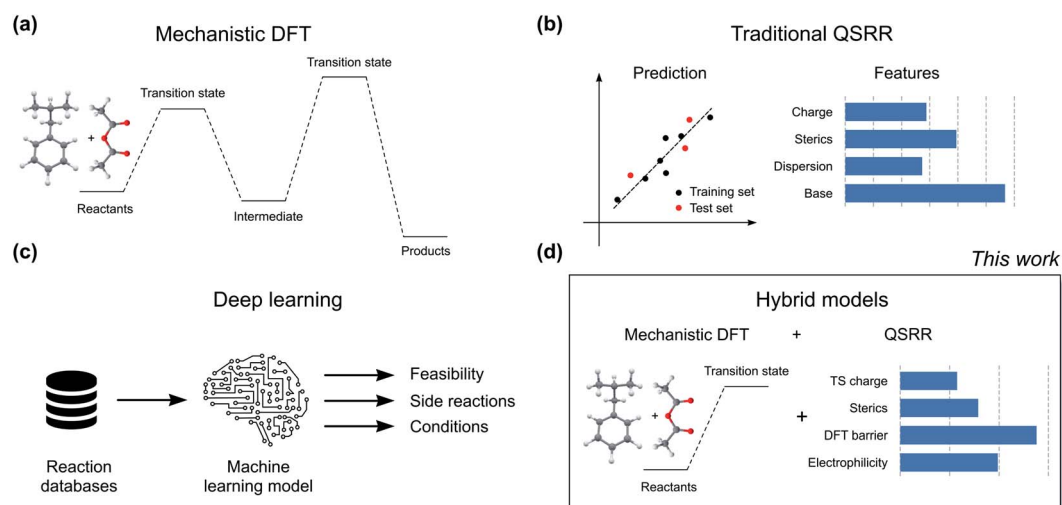 (a)
Mechanistic DFT
Transition state
Transition state
+
Reactants
Intermediate
Products
(b)
Traditional QSRR
Prediction
Training set
Test set
Features
Charge
Sterics
Dispersion
Base
(c)
Deep learning
Reaction
databases
Machine
learning model
Feasibility
Side reactions
Conditions
(d)
This work
Hybrid models
Mechanistic DFT + QSRR
Transition state
+
Reactants
+
TS charge
Sterics
DFT barrier
Electrophilicity